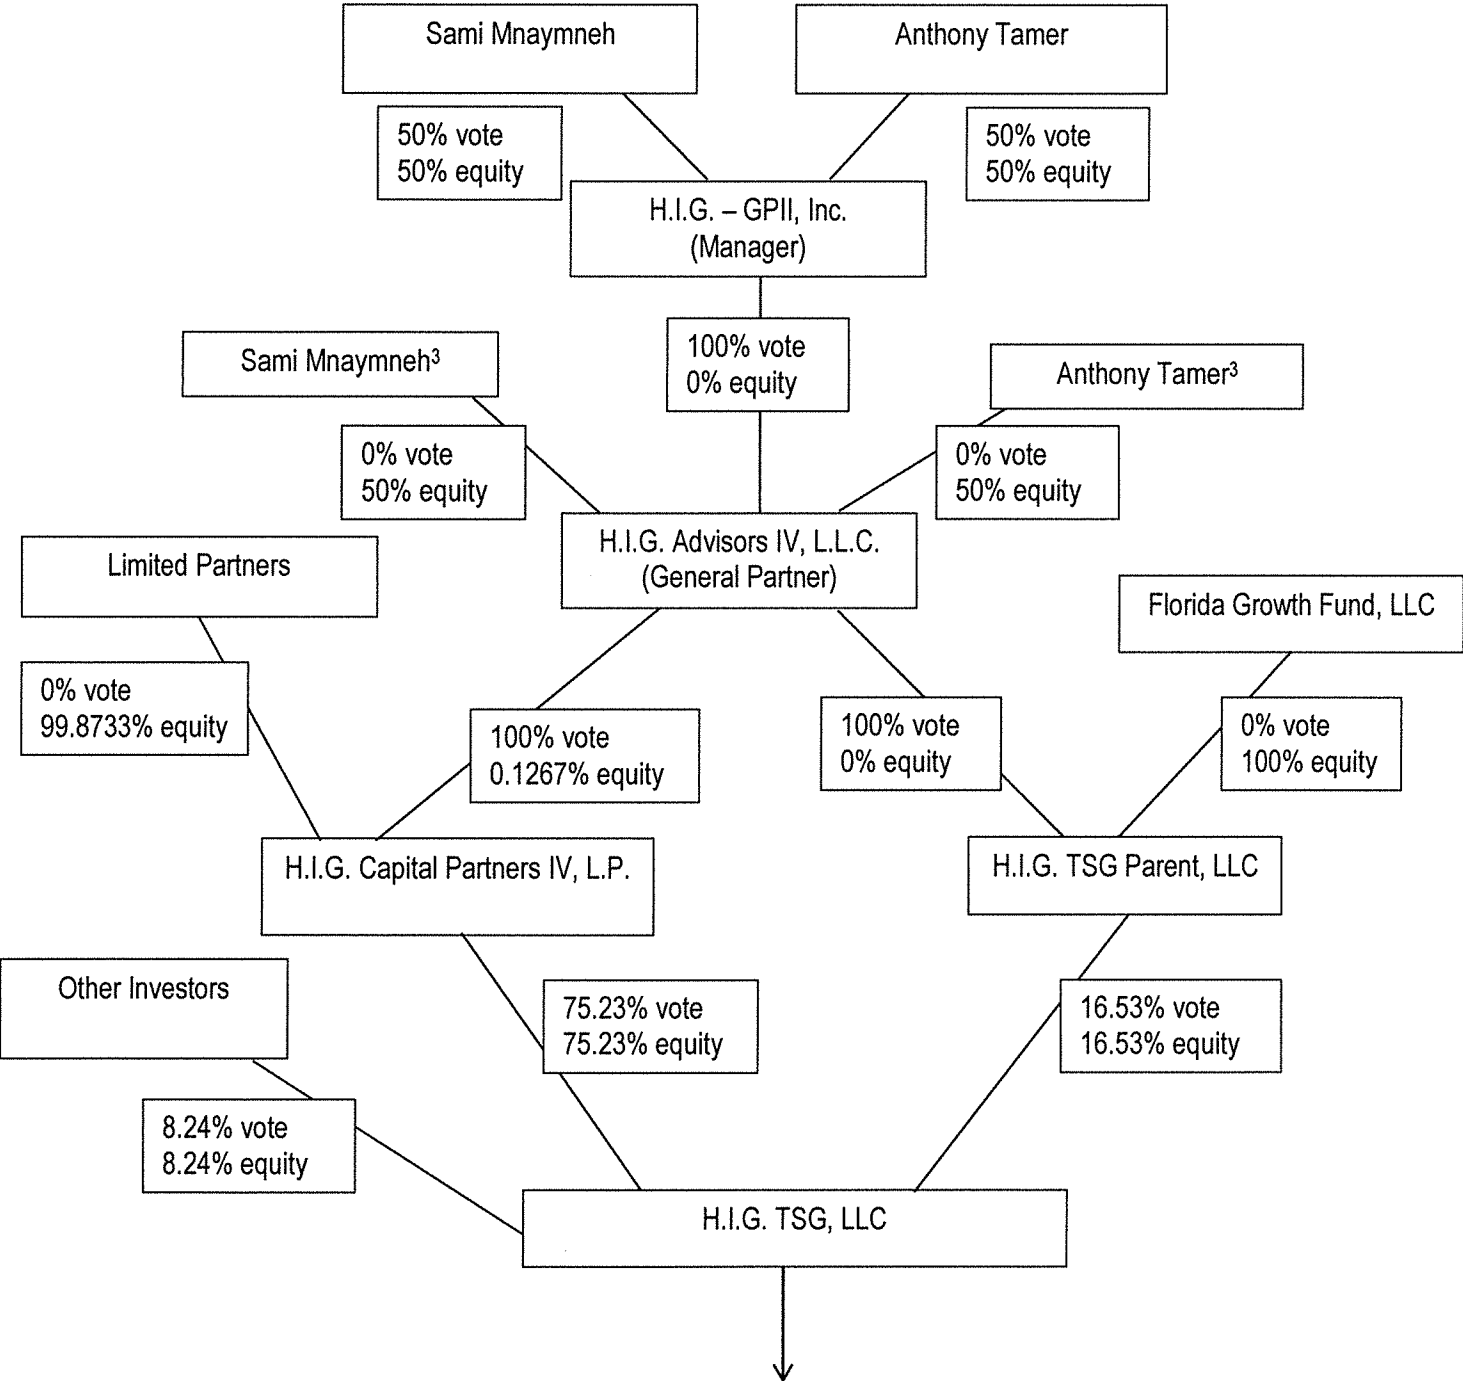 Sami Mnaymneh
Anthony Tamer
50% vote
50% equity
50% vote
50% equity
H.I.G. – GPII, Inc.
(Manager)
100% vote
0% equity
Sami Mnaymneh³
Anthony Tamer³
0% vote
50% equity
0% vote
50% equity
H.I.G. Advisors IV, L.L.C.
(General Partner)
Limited Partners
Florida Growth Fund, LLC
0% vote
99.8733% equity
100% vote
0.1267% equity
100% vote
0% equity
0% vote
100% equity
H.I.G. Capital Partners IV, L.P.
H.I.G. TSG Parent, LLC
Other Investors
75.23% vote
75.23% equity
16.53% vote
16.53% equity
8.24% vote
8.24% equity
H.I.G. TSG, LLC